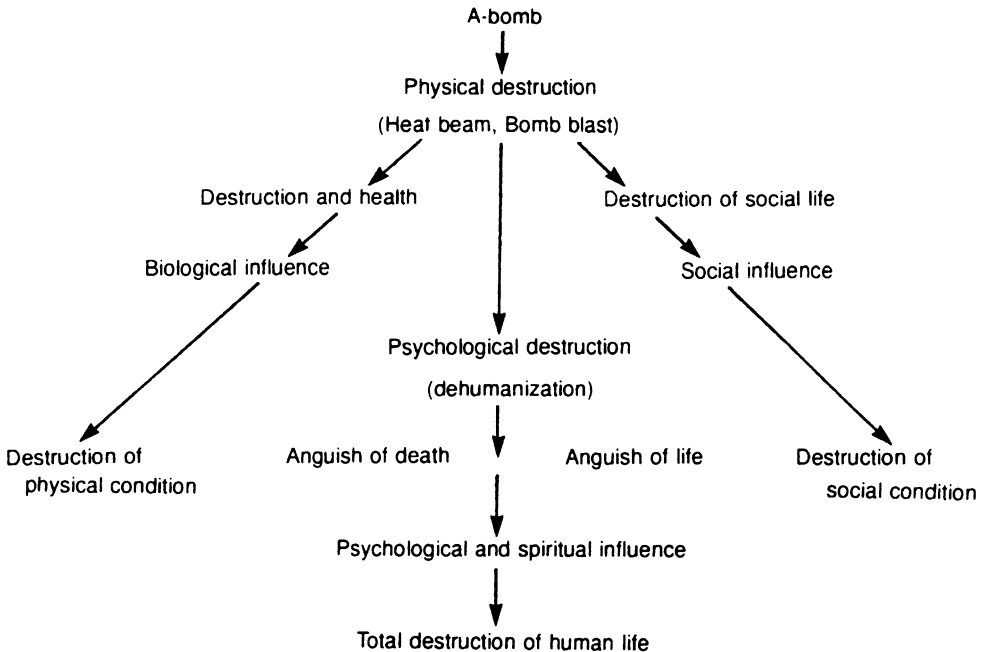 A-bomb
Physical destruction
(Heat beam, Bomb blast)
Destruction and health
Destruction of social life
Biological influence
Social influence
Psychological destruction
(dehumanization)
Destruction of
physical condition
Anguish of death
Anguish of life
Destruction of
social condition
Psychological and spiritual influence
Total destruction of human life